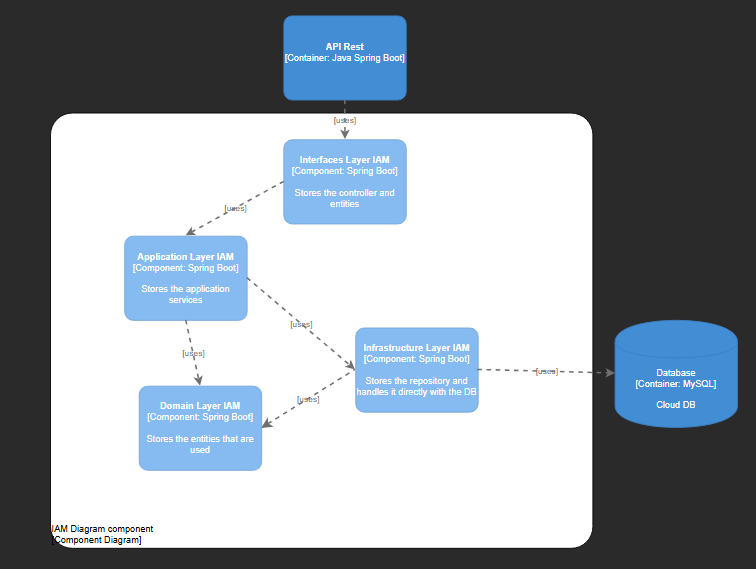 API Rest
[Container: Java Spring Boot]
[uses]
Interfaces Layer IAM
[Component: Spring Boot]
Stores the controller and
entities
[uses]
Application Layer IAM
[Component: Spring Boot]
Stores the application
services
[uses]
[uses]
Infrastructure Layer IAM
[Component: Spring Boot]
Stores the repository and
handles it directly with the DB
[uses]
Database
[Container: MySQL]
Cloud DB
[uses]
Domain Layer IAM
[Component: Spring Boot]
Stores the entities that are
used
IAM Diagram component
[Component Diagram]